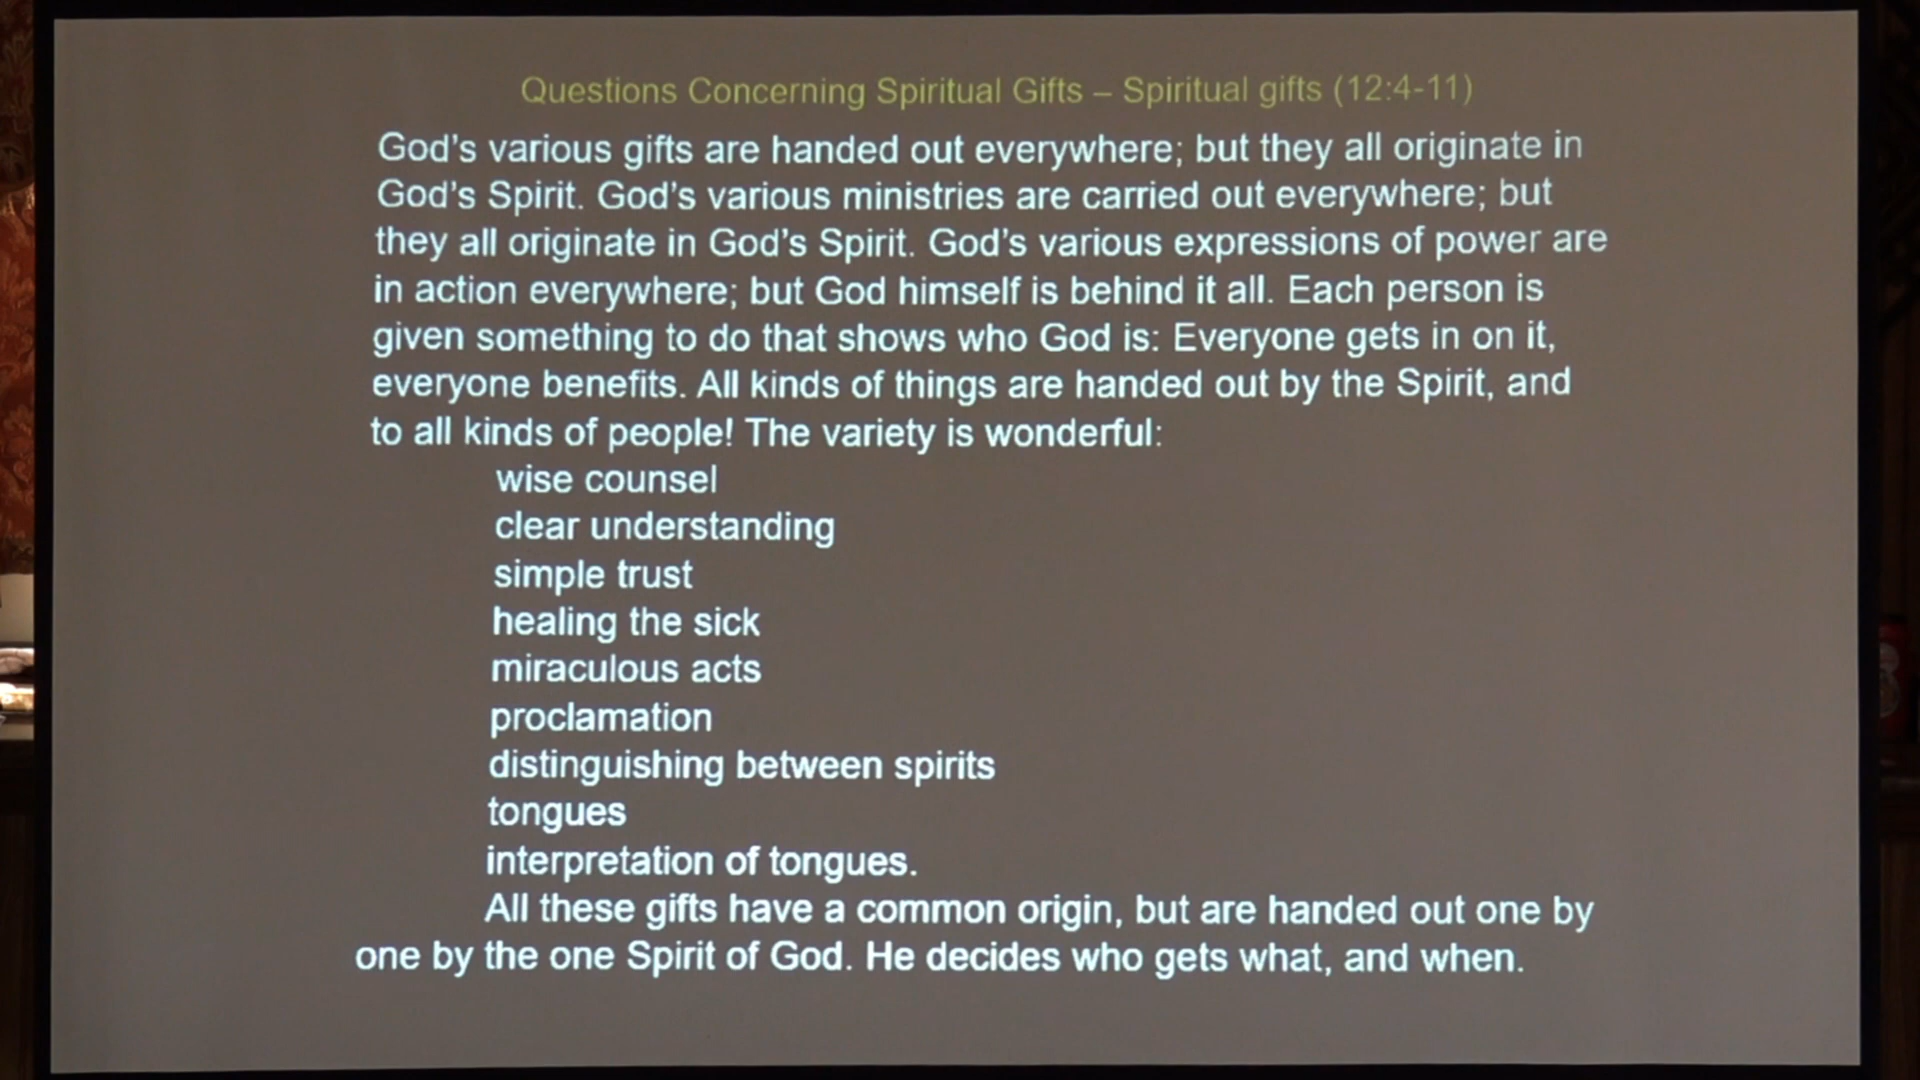 Questions Concerning Spiritual Gifts – Spiritual gifts (12:4-11)
God's various gifts are handed out everywhere; but they all originate in
God's Spirit. God's various ministries are carried out everywhere; but
they all originate in God's Spirit. God's various expressions of power are
in action everywhere; but God himself is behind it all. Each person is
given something to do that shows who God is: Everyone gets in on it,
everyone benefits. All kinds of things are handed out by the Spirit, and
to all kinds of people! The variety is wonderful:
wise counsel
clear understanding
simple trust
healing the sick
miraculous acts
proclamation
distinguishing between spirits
tongues
interpretation of tongues.
All these gifts have a common origin, but are handed out one by
one by the one Spirit of God. He decides who gets what, and when.